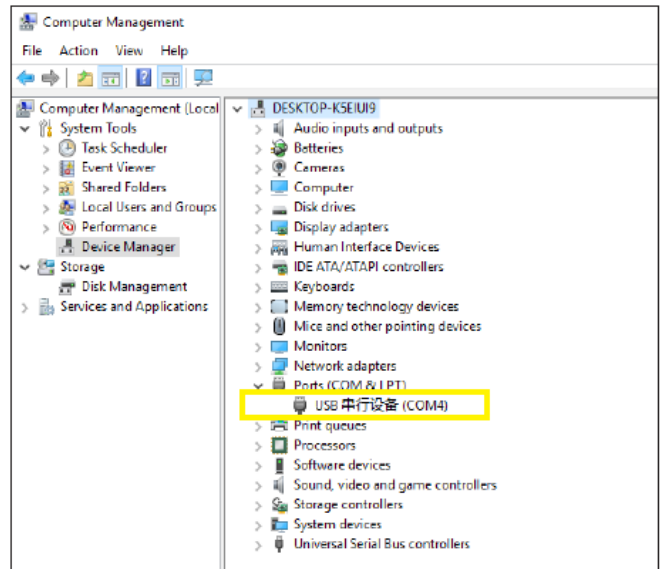 Computer Management
File Action View Help
Computer Management (Local
System Tools
Task Scheduler
Event Viewer
Shared Folders
Local Users and Groups
Performance
Device Manager
Storage
Disk Management
Services and Applications
DESKTOP-K5EIUI9
Audio inputs and outputs
Batteries
Cameras
Computer
Disk drives
Display adapters
Human Interface Devices
IDE ATA/ATAPI controllers
Keyboards
Memory technology devices
Mice and other pointing devices
Monitors
Network adapters
Ports (COM & LPT)
USB 串行设备 (COM4)
Print queues
Processors
Software devices
Sound, video and game controllers
Storage controllers
System devices
Universal Serial Bus controllers